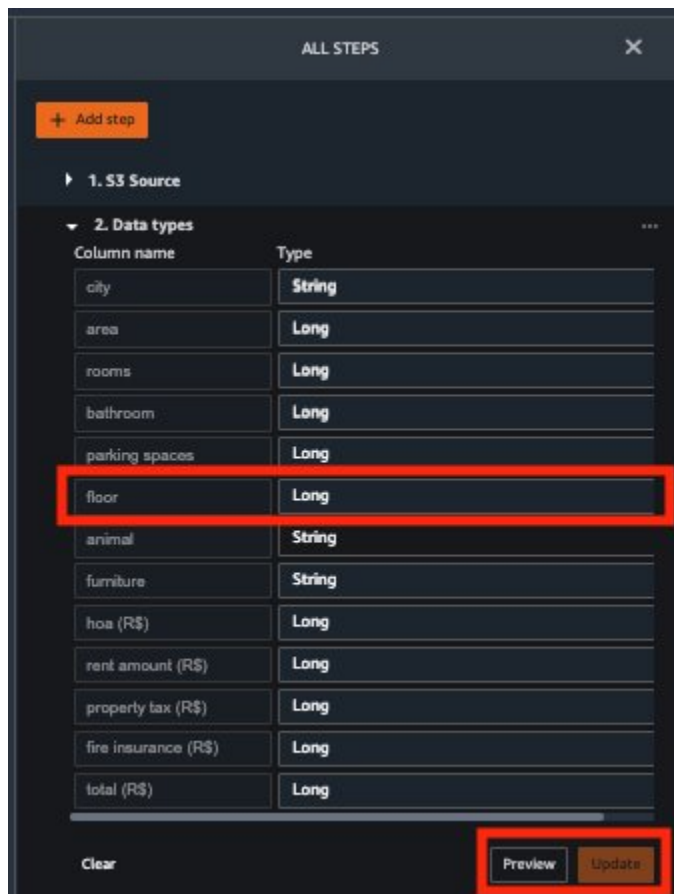 ALL STEPS
+ Add step
1. S3 Source
2. Data types
Column name Type
city String
area Long
rooms Long
bathroom Long
parking spaces Long
floor Long
animal String
furniture String
hoa (R$) Long
rent amount (R$) Long
property tax (R$) Long
fire insurance (R$) Long
total (R$) Long
Clear Preview Update